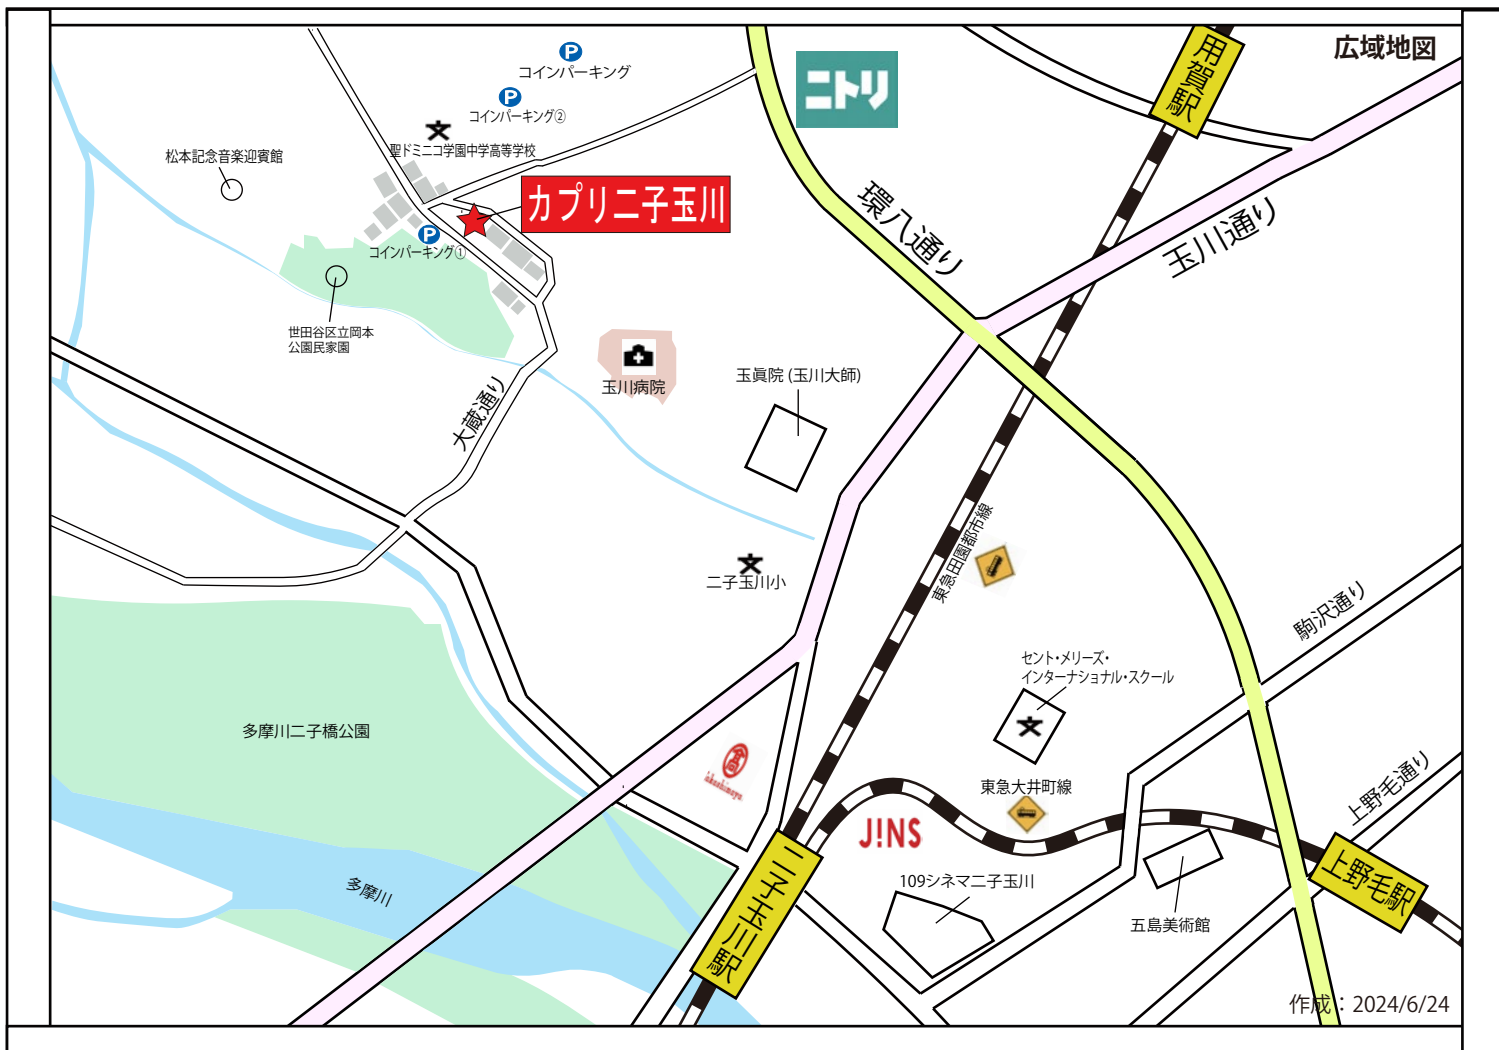 広域地図
用賀駅
P
コインパーキング
P
コインパーキング②
ニトリ
聖ドミニコ学園中学高等学校
松本記念音楽迎賓館
カプリ二子玉川
P
コインパーキング①
環八通り
玉川通り
世田谷区立岡本
公園民家園
玉川病院
玉眞院 (玉川大師)
大蔵通り
東急田園都市線
二子玉川小
駒沢通り
セント・メリーズ・
インターナショナル・スクール
多摩川二子橋公園
髙
Takashimaya
東急大井町線
上野毛通り
J!NS
多摩川
109シネマ二子玉川
二子玉川駅
五島美術館
上野毛駅
作成：2024/6/24